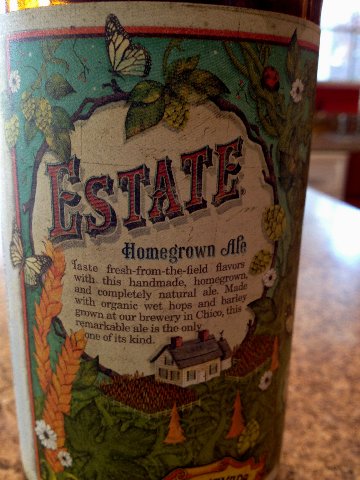 ESTATE
Homegrown Ale
Taste fresh-from-the-field flavors
with this handmade, homegrown,
and completely natural ale. Made
with organic wet hops and barley
grown at our brewery in Chico, this
remarkable ale is the only
one of its kind.